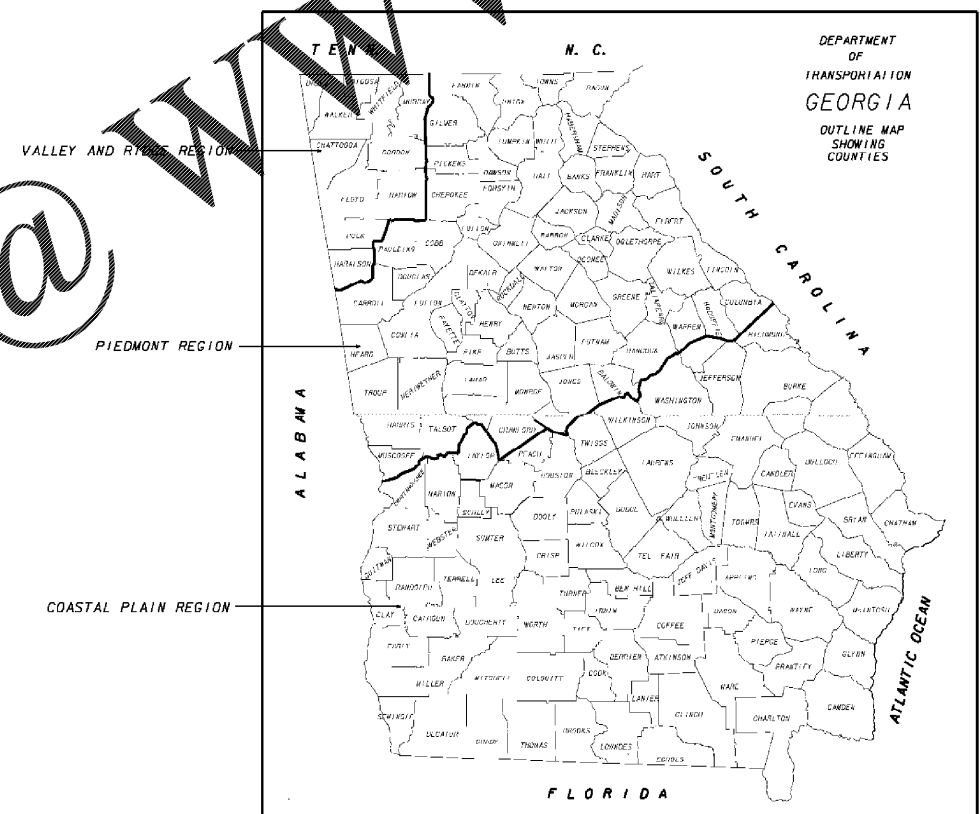 @ WWW
TENN.
N. C.
DEPARTMENT
OF
TRANSPORTATION
GEORGIA
OUTLINE MAP
SHOWING
COUNTIES
VALLEY AND RIDGE REGION
PIEDMONT REGION
COASTAL PLAIN REGION
ALABAMA
SOUTH CAROLINA
ATLANTIC OCEAN
FLORIDA
WALKER
WHITFIELD
MURRAY
TOWNS
GILMER
LUMPKIN
WHITE
HABERSHAM
STEPHENS
CHATTOOGA
GORDON
PICKENS
DAWSON
HALL
BANKS
FRANKLIN
HART
FLOYD
BARTOW
CHEROKEE
FORSYTH
JACKSON
MADISON
ELBERT
POLK
PAULDING
COBB
FULTON
GWINNETT
BARROW
CLARKE
OGLETHORPE
OCONEE
HARALSON
DOUGLAS
DEKALB
ROCKDALE
WALTON
WILKES
LINCOLN
CARROLL
FULTON
CLAYTON
HENRY
NEWTON
MORGAN
GREENE
TALIAFERRO
WARREN
COLUMBIA
RICHMOND
COWETA
FAYETTE
HEARD
PIKE
BUTTS
JASPER
PUTNAM
HANCOCK
TROUP
MERIWETHER
LAMAR
MONROE
JONES
BALDWIN
WASHINGTON
JEFFERSON
BURKE
HARRIS
TALBOT
CRAWFORD
WILKINSON
JOHNSON
EMANUEL
MUSCOGEE
TAYLOR
PEACH
TWIGGS
BLECKLEY
LAURENS
CANDLER
BULLOCH
EFFINGHAM
MARION
MACON
HOUSTON
STEWART
WEBSTER
SCHLEY
SUMTER
DOOLY
PULASKI
DODGE
WHEELER
MONTGOMERY
TOOMBS
TATTNALL
EVANS
BRYAN
CHATHAM
QUITMAN
RANDOLPH
TERRELL
LEE
CRISP
WILCOX
TELFAIR
JEFF DAVIS
APPLING
LONG
LIBERTY
CLAY
CALHOUN
DOUGHERTY
WORTH
TURNER
BEN HILL
IRWIN
TIFT
COFFEE
BACON
WAYNE
McINTOSH
EARLY
BAKER
MILLER
MITCHELL
COLQUITT
COOK
BERRIEN
ATKINSON
PIERCE
BRANTLEY
GLYNN
WARE
LANIER
CLINCH
CHARLTON
CAMDEN
DECATUR
GRADY
THOMAS
BROOKS
LOWNDES
ECHOLS